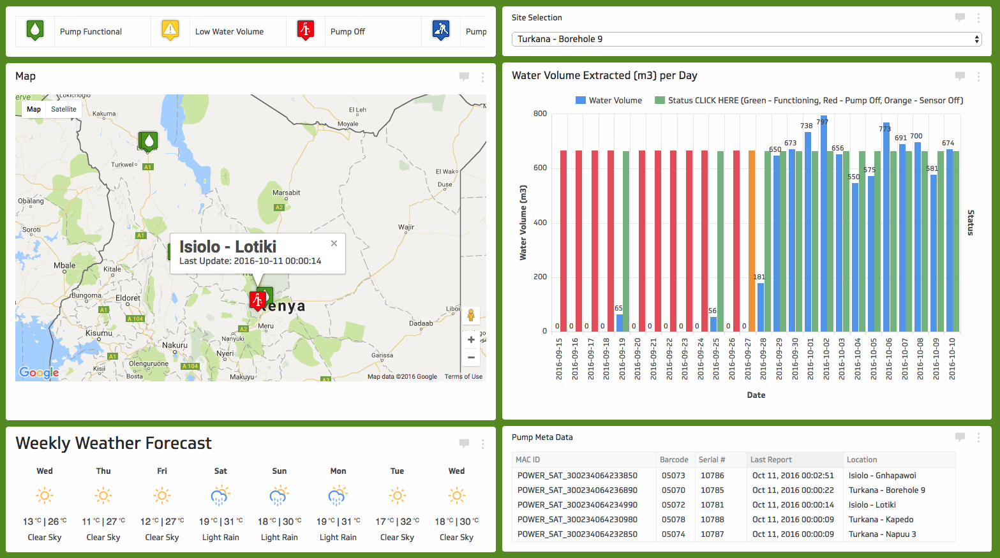 Pump Functional
Low Water Volume
Pump Off
Pump
Site Selection
Turkana - Borehole 9
Map
Map
Satellite
Lokichogio
Kakuma
El Leh
Moyale
Turkwel
A1
El Wak
Duse
Marsabit
A2
Obalang
Soroti
A1
Wajir
Isiolo - Lotiki
Last Update: 2016-10-11 00:00:14
Mbale
Kitale
Bungoma
Eldoret
Kenya
A1
A 104
Liboi
Meru
A2
Dadaab
Kisumu
Nanyuki
Nakuru
Nyeri
A1
Garissa
Olenguruone
A 104
Kisii
Bosta
Makuyu
A3
Google
Map data ©2016 Google
Terms of Use
Water Volume Extracted (m3) per Day
Water Volume
Status CLICK HERE (Green - Functioning, Red - Pump Off, Orange - Sensor Off)
800
600
400
200
0
Water Volume (m3)
Status
0 0 0 0 65 0 0 0 0 0 56 0 0 181 650 673 738 797 656 550 575 773 691 700 581 674
2016-09-15
2016-09-16
2016-09-17
2016-09-18
2016-09-19
2016-09-20
2016-09-21
2016-09-22
2016-09-23
2016-09-24
2016-09-25
2016-09-26
2016-09-27
2016-09-28
2016-09-29
2016-09-30
2016-10-01
2016-10-02
2016-10-03
2016-10-04
2016-10-05
2016-10-06
2016-10-07
2016-10-08
2016-10-09
2016-10-10
Date
Weekly Weather Forecast
Wed Thu Fri Sat Sun Mon Tue Wed
13 °C | 26 °C 11 °C | 27 °C 12 °C | 27 °C 19 °C | 31 °C 18 °C | 30 °C 19 °C | 31 °C 17 °C | 32 °C 18 °C | 30 °C
Clear Sky Clear Sky Clear Sky Light Rain Light Rain Light Rain Clear Sky Clear Sky
Pump Meta Data
MAC ID Barcode Serial # Last Report Location
POWER_SAT_300234064233850 05073 10786 Oct 11, 2016 00:02:51 Isiolo - Gnhapawoi
POWER_SAT_300234064236890 05070 10785 Oct 11, 2016 00:00:22 Turkana - Borehole 9
POWER_SAT_300234064234990 05072 10781 Oct 11, 2016 00:00:14 Isiolo - Lotiki
POWER_SAT_300234064230980 05078 10788 Oct 11, 2016 00:00:09 Turkana - Kapedo
POWER_SAT_300234064232850 05074 10787 Oct 11, 2016 00:00:09 Turkana - Napuu 3